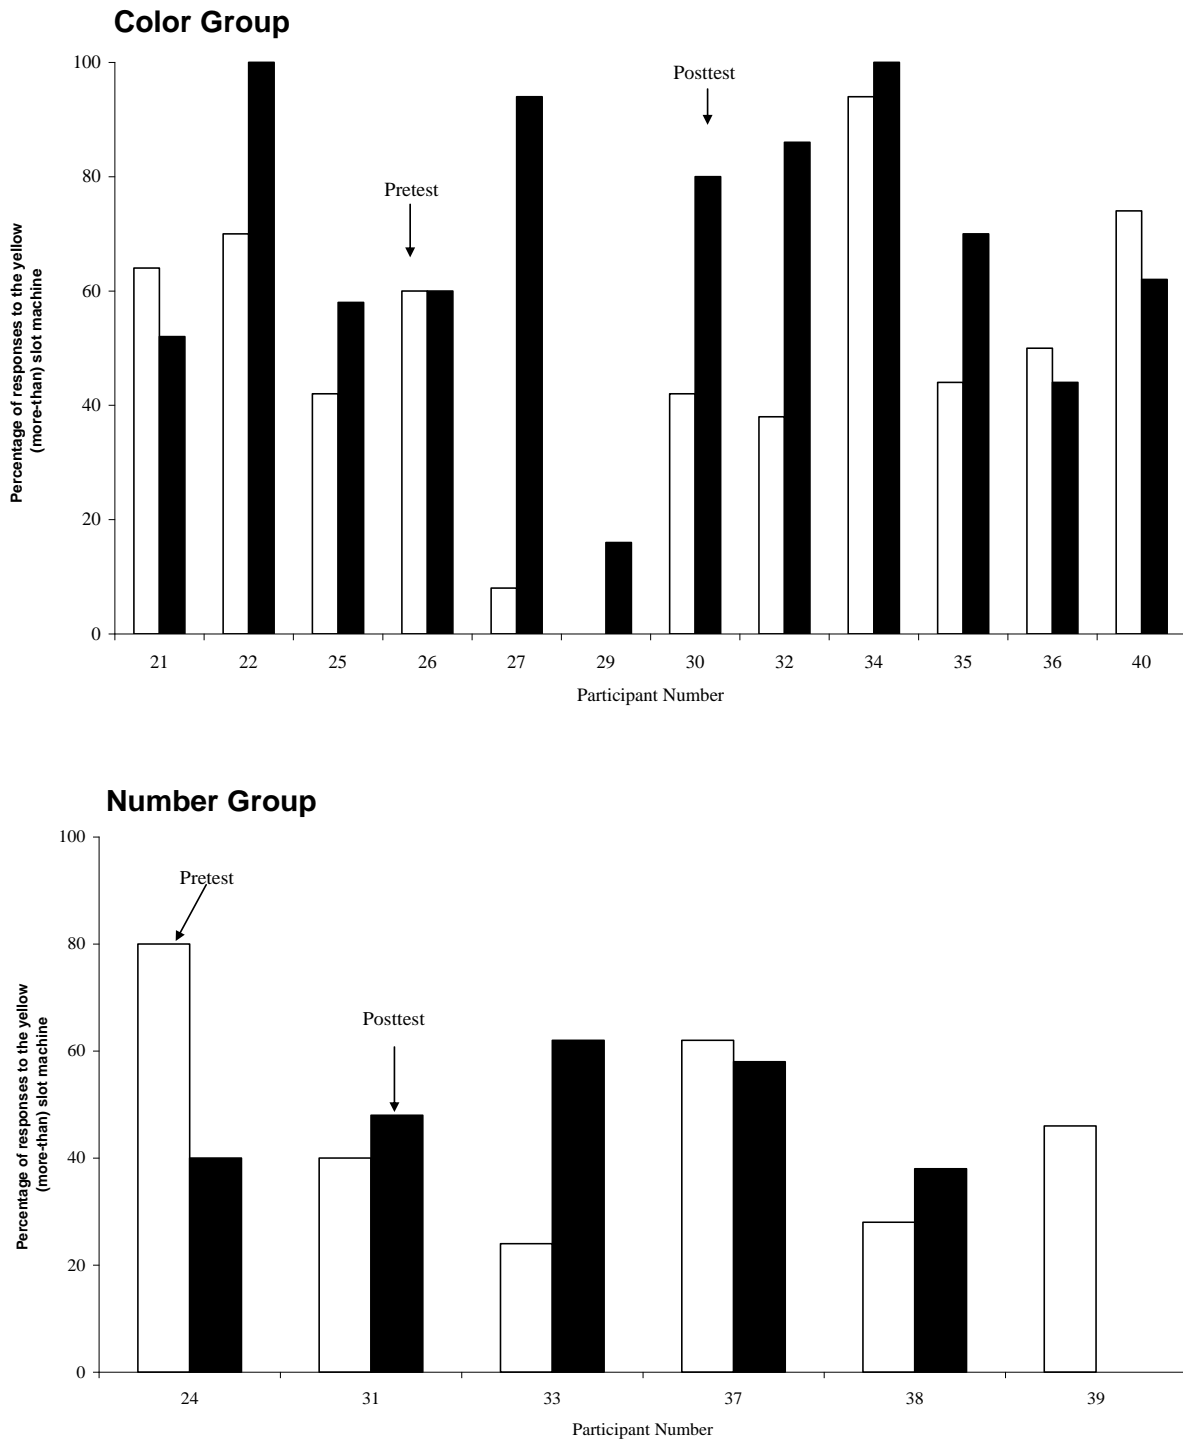 Color Group
Percentage of responses to the yellow
(more-than) slot machine
100
80
60
40
20
0
Pretest
Posttest
21 22 25 26 27 29 30 32 34 35 36 40
Participant Number
Number Group
Percentage of responses to the yellow
(more-than) slot machine
100
80
60
40
20
0
Pretest
Posttest
24 31 33 37 38 39
Participant Number